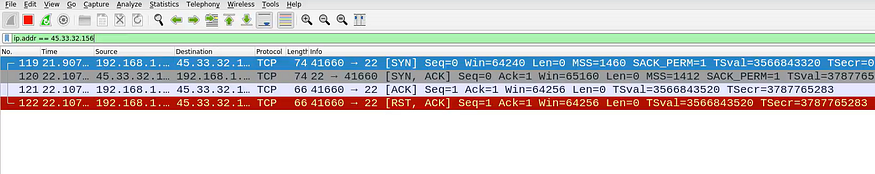 File Edit View Go Capture Analyze Statistics Telephony Wireless Tools Help
ip.addr == 45.33.32.156
No. Time Source Destination Protocol Length Info
119 21.907… 192.168.1.… 45.33.32.1… TCP 74 41660 → 22 [SYN] Seq=0 Win=64240 Len=0 MSS=1460 SACK_PERM=1 TSval=3566843320 TSecr=0
120 22.107… 45.33.32.1… 192.168.1.… TCP 74 22 → 41660 [SYN, ACK] Seq=0 Ack=1 Win=65160 Len=0 MSS=1412 SACK_PERM=1 TSval=3787765
121 22.107… 192.168.1.… 45.33.32.1… TCP 66 41660 → 22 [ACK] Seq=1 Ack=1 Win=64256 Len=0 TSval=3566843520 TSecr=3787765283
122 22.107… 192.168.1.… 45.33.32.1… TCP 66 41660 → 22 [RST, ACK] Seq=1 Ack=1 Win=64256 Len=0 TSval=3566843520 TSecr=3787765283